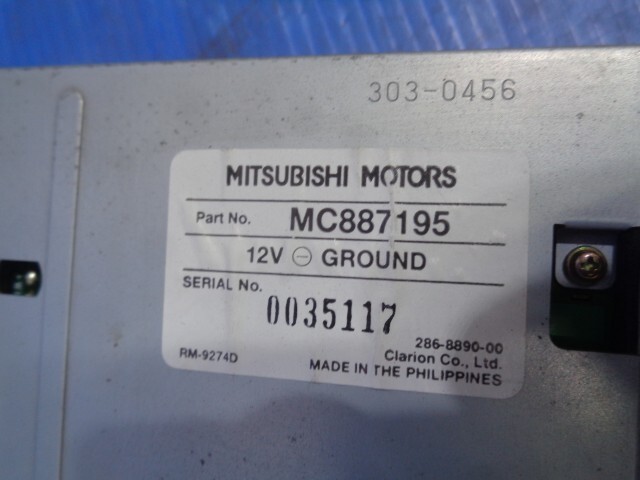 303-0456
MITSUBISHI MOTORS
Part No. MC887195
12V ⊖ GROUND
SERIAL No.
0035117
286-8890-00
RM-9274D Clarion Co., Ltd.
MADE IN THE PHILIPPINES